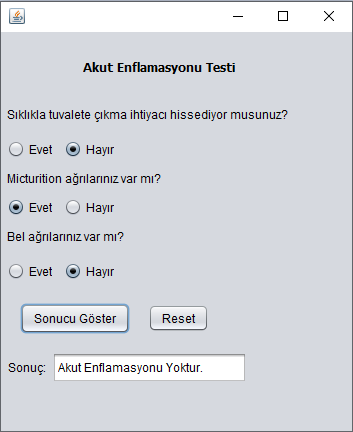 Akut Enflamasyonu Testi
Sıklıkla tuvalete çıkma ihtiyacı hissediyor musunuz?
Evet Hayır
Micturition ağrılarınız var mı?
Evet Hayır
Bel ağrılarınız var mı?
Evet Hayır
Sonucu Göster Reset
Sonuç: Akut Enflamasyonu Yoktur.